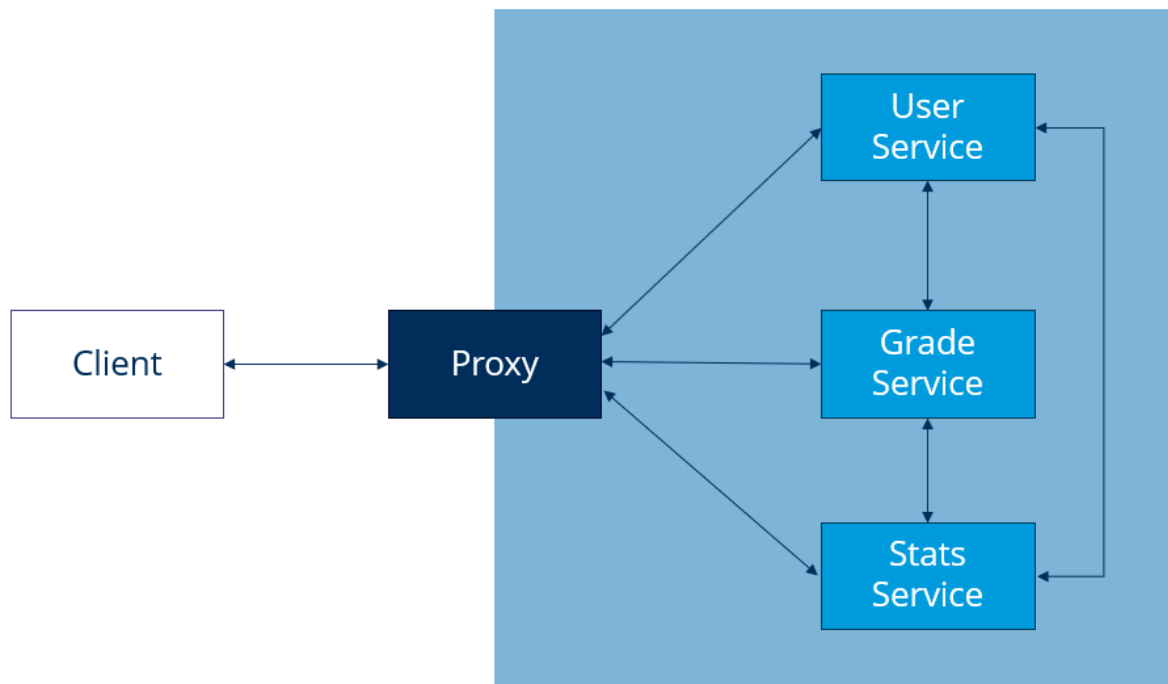 User
Service
Client
Proxy
Grade
Service
Stats
Service